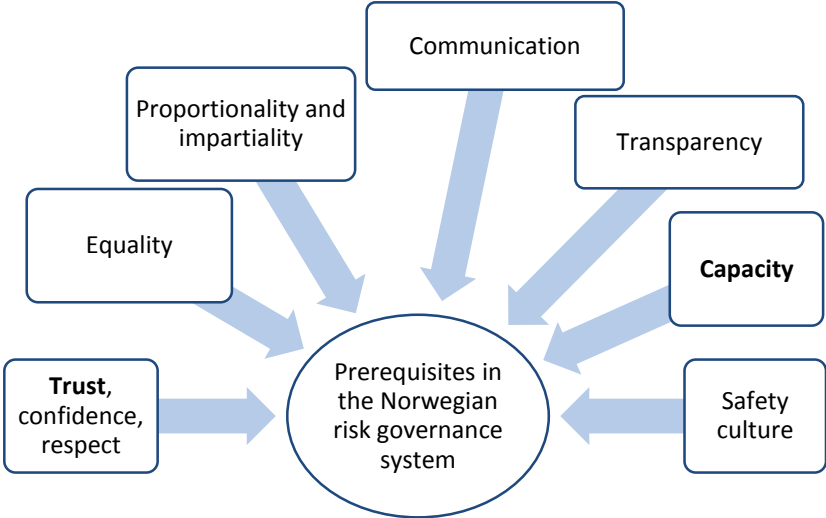 Communication
Proportionality and
impartiality
Transparency
Equality
Capacity
Trust,
confidence,
respect
Prerequisites in
the Norwegian
risk governance
system
Safety
culture